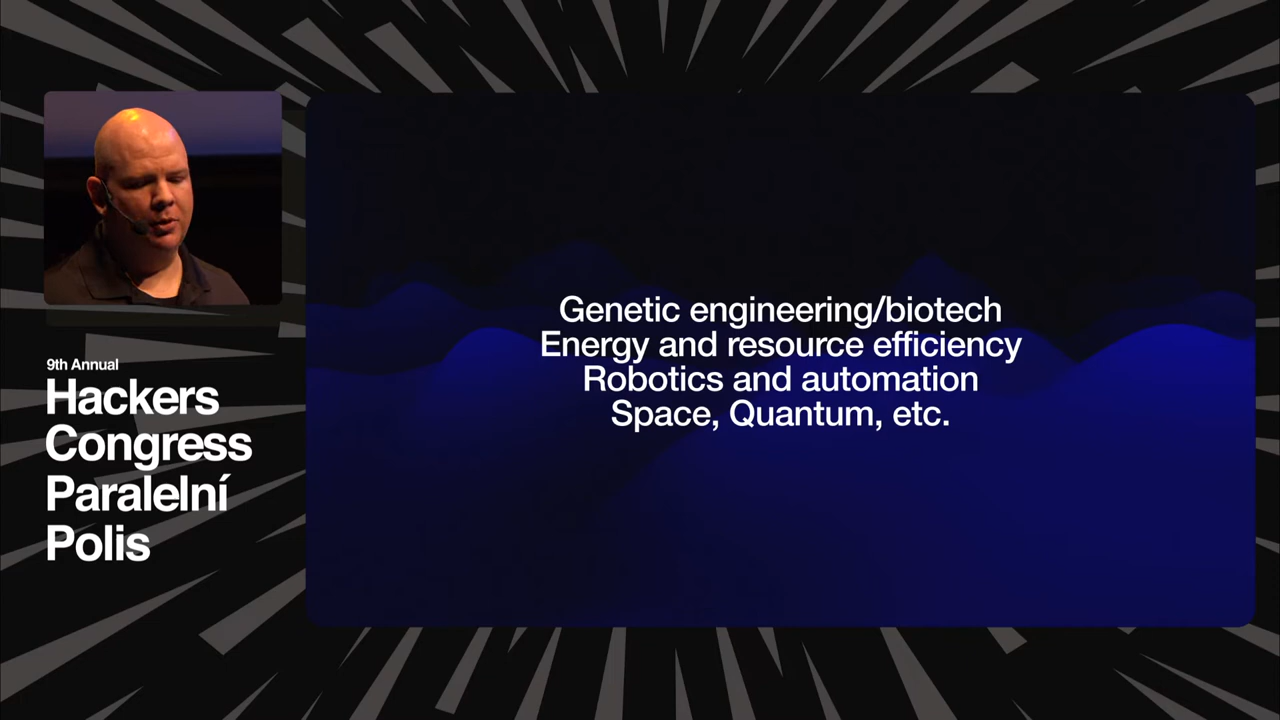 9th Annual
Hackers
Congress
Paralelní
Polis
Genetic engineering/biotech
Energy and resource efficiency
Robotics and automation
Space, Quantum, etc.